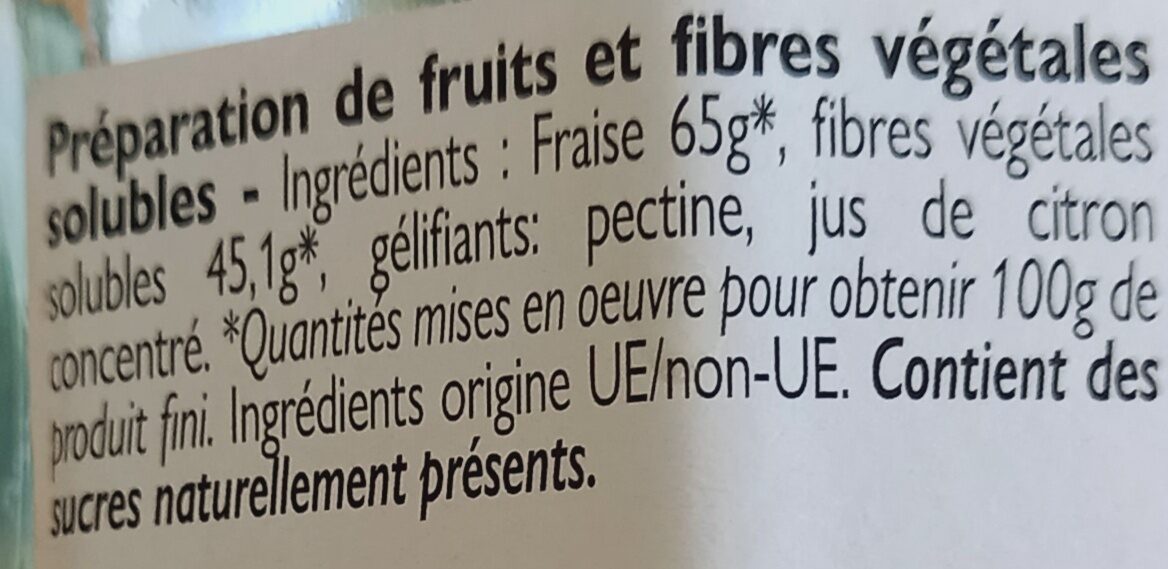 Préparation de fruits et fibres végétales
solubles - Ingrédients : Fraise 65g*, fibres végétales
solubles 45,1g*, gélifiants: pectine, jus de citron
concentré. *Quantités mises en oeuvre pour obtenir 100g de
produit fini. Ingrédients origine UE/non-UE. Contient des
sucres naturellement présents.